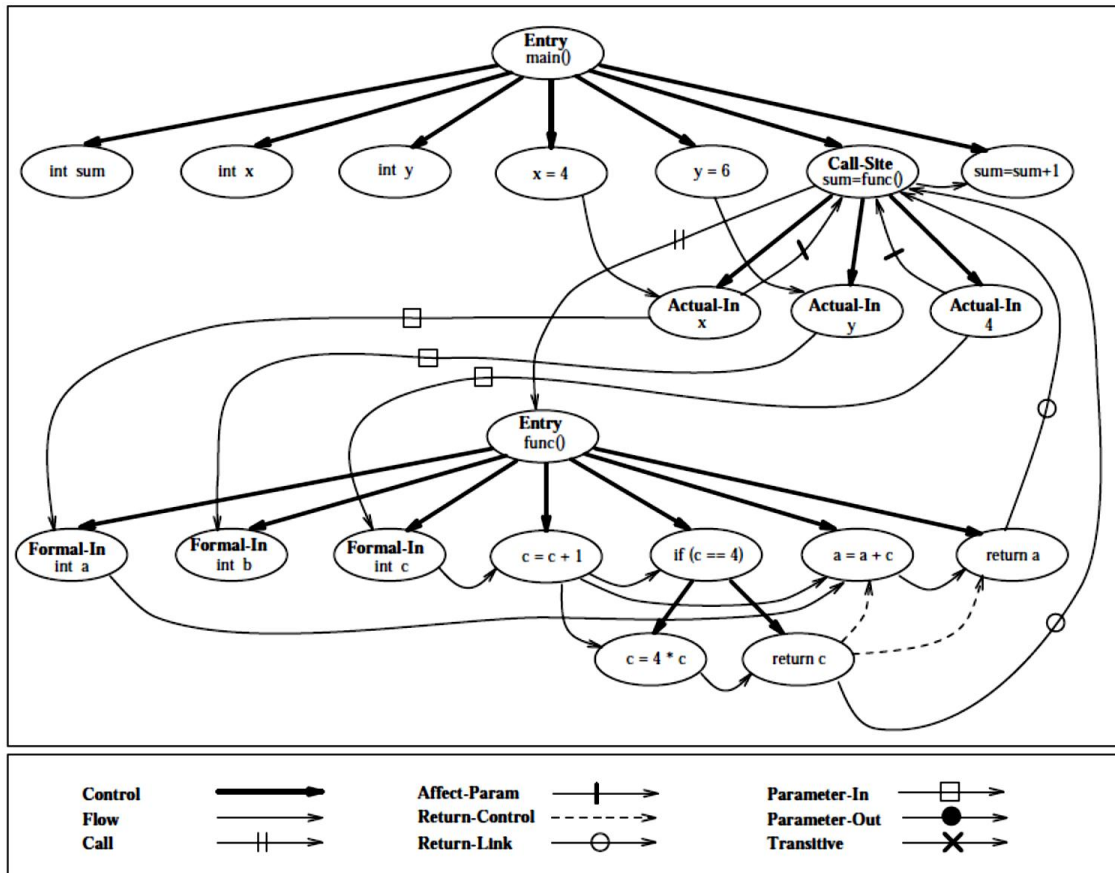 Entry
main()
int sum
int x
int y
x = 4
y = 6
Call-Site
sum=func()
sum=sum+1
Actual-In
x
Actual-In
y
Actual-In
4
Entry
func()
Formal-In
int a
Formal-In
int b
Formal-In
int c
c = c + 1
if (c == 4)
a = a + c
return a
c = 4 * c
return c
Control
Flow
Call
Affect-Param
Return-Control
Return-Link
Parameter-In
Parameter-Out
Transitive